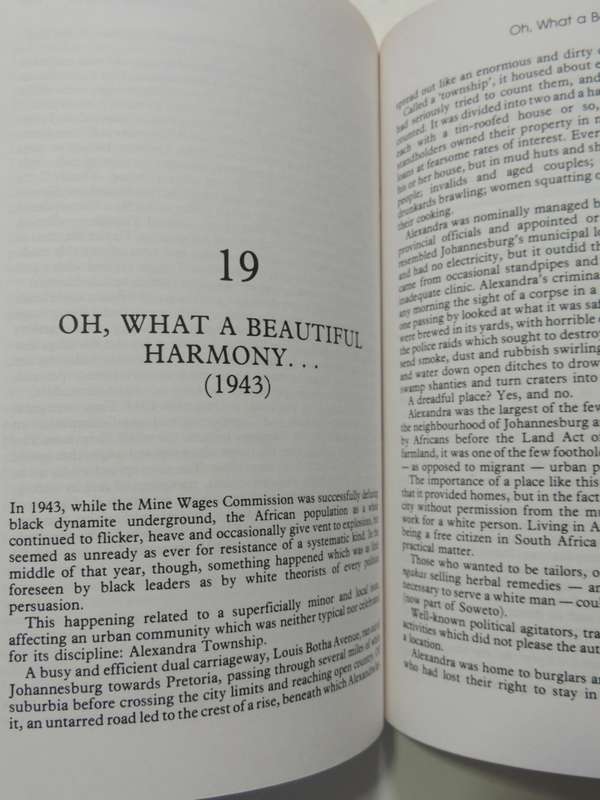 19
OH, WHAT A BEAUTIFUL
HARMONY. . .
(1943)
In 1943, while the Mine Wages Commission was successfully defusing
black dynamite underground, the African population as a whole
continued to flicker, heave and occasionally give vent to explosion, but
seemed as unready as ever for resistance of a systematic kind. In the
middle of that year, though, something happened which was as little
foreseen by black leaders as by white theorists of every political
persuasion.
This happening related to a superficially minor and local issue,
affecting an urban community which was neither typical nor celebrated
for its discipline: Alexandra Township.
A busy and efficient dual carriageway, Louis Botha Avenue, ran out of
Johannesburg towards Pretoria, passing through several miles of white
suburbia before crossing the city limits and reaching open country. Off
it, an untarred road led to the crest of a rise, beneath which Alexandra
Oh, What a
spread out like an enormous and dirty
Called a 'township', it housed about
had seriously tried to count them, and
counted. It was divided into two and a
each with a tin-roofed house or so,
standholders owned their property in
loans at fearsome rates of interest.
his or her house, but in mud huts and
people; invalids and aged couples;
drunkards brawling; women squatting
their cooking.
Alexandra was nominally managed
provincial officials and appointed or
resembled Johannesburg's municipal
and had no electricity, but it outdid
came from occasional standpipes and
inadequate clinic. Alexandra's
any morning the sight of a corpse in a
one passing by looked at what it was
were brewed in its yards, with horrible
the police raids which sought to
send smoke, dust and rubbish swirling
and water down open ditches to
swamp shanties and turn craters into
A dreadful place? Yes, and no.
Alexandra was the largest of the few
the neighbourhood of Johannesburg
by Africans before the Land Act of
farmland, it was one of the few
— as opposed to migrant — urban
The importance of a place like this
that it provided homes, but in the fact
city without permission from the
work for a white person. Living in
being a free citizen in South Africa
practical matter.
Those who wanted to be tailors, o
selling herbal remedies —
necessary to serve a white man —
(now part of Soweto).
Well-known political agitators,
activities which did not please the
a location.
Alexandra was home to burglars
who had lost their right to stay in